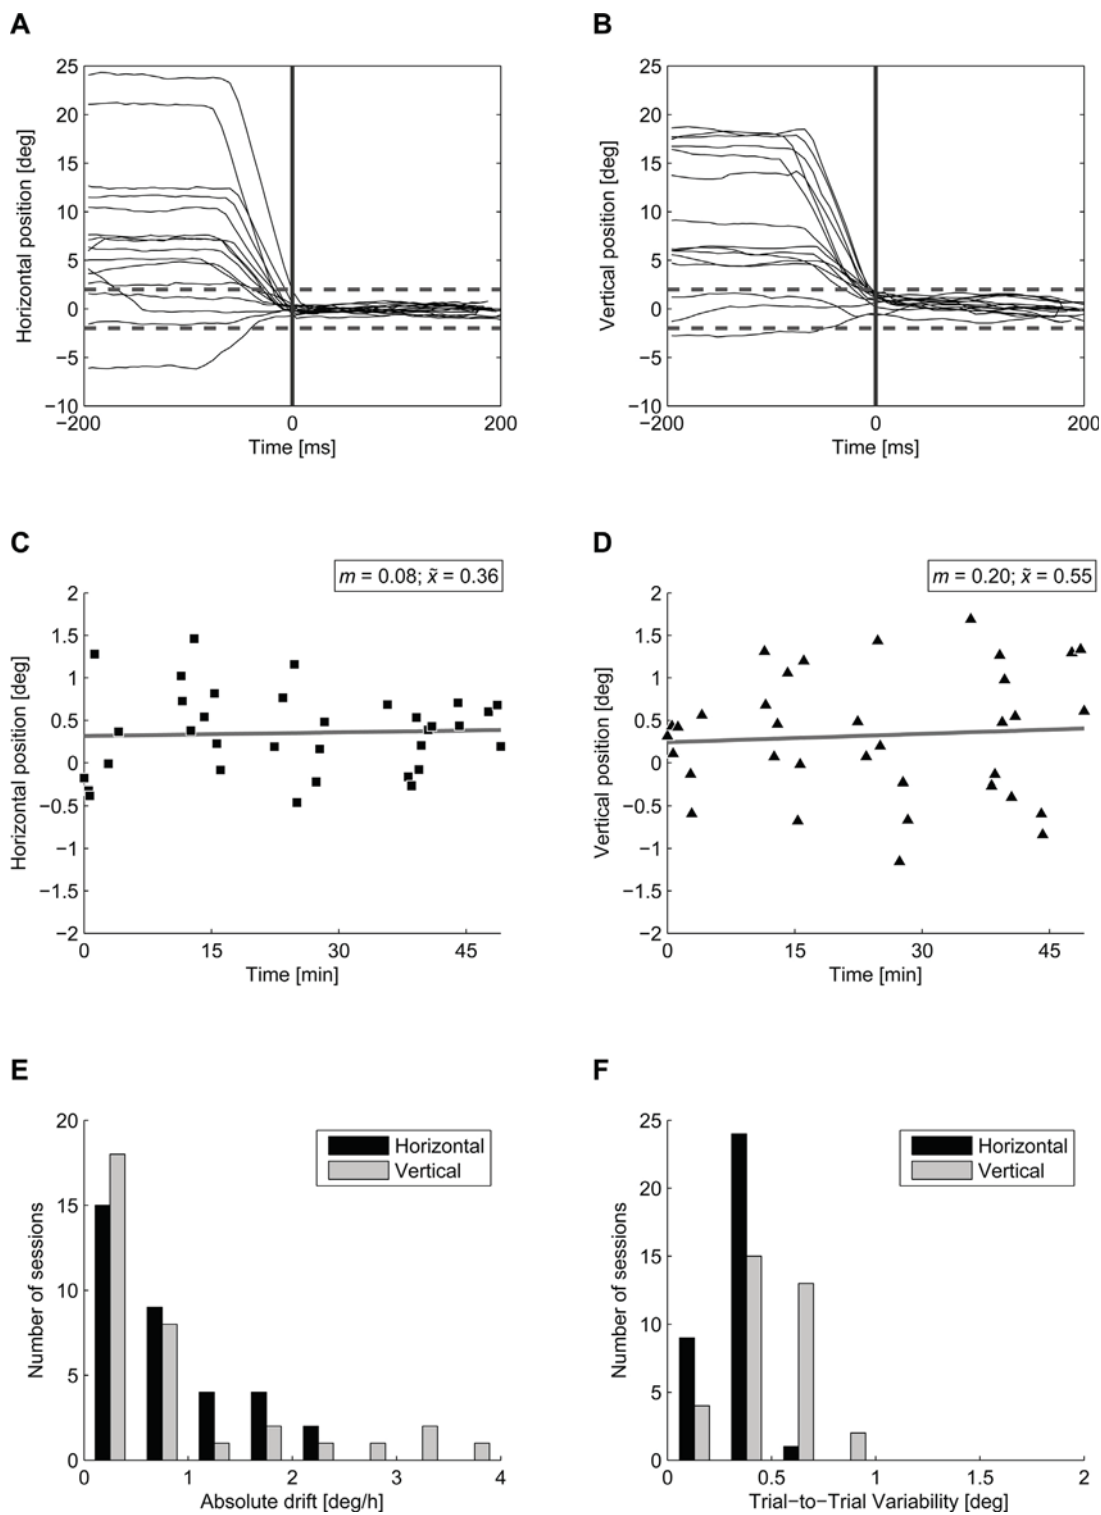 A
25
20
15
10
5
0
−5
−10
Horizontal position [deg]
−200
0
200
Time [ms]
B
25
20
15
10
5
0
−5
−10
Vertical position [deg]
−200
0
200
Time [ms]
C
m = 0.08; x̃ = 0.36
2
1.5
1
0.5
0
−0.5
−1
−1.5
−2
Horizontal position [deg]
0
15
30
45
Time [min]
D
m = 0.20; x̃ = 0.55
2
1.5
1
0.5
0
−0.5
−1
−1.5
−2
Vertical position [deg]
0
15
30
45
Time [min]
E
20
15
10
5
0
Number of sessions
Horizontal
Vertical
0
1
2
3
4
Absolute drift [deg/h]
F
25
20
15
10
5
0
Number of sessions
Horizontal
Vertical
0
0.5
1
1.5
2
Trial−to−Trial Variability [deg]